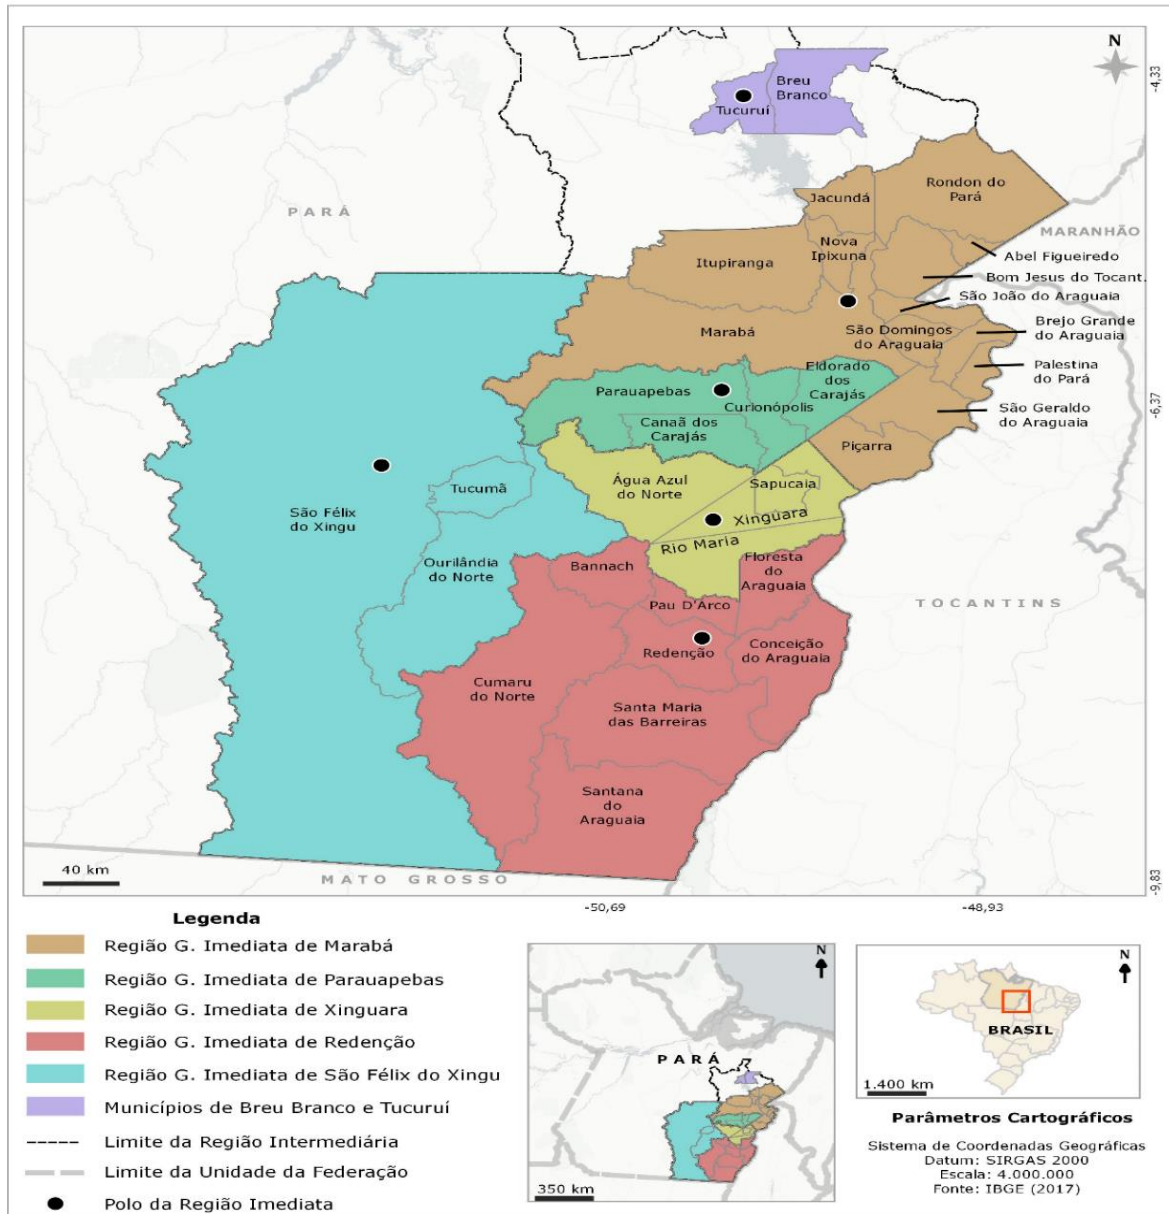 N
-4,33
Breu
Branco
Tucuruí
PARÁ
Jacundá
Rondon do
Pará
MARANHÃO
Nova
Ipixuna
Abel Figueiredo
Itupiranga
Bom Jesus do Tocant.
São João do Araguaia
Marabá
São Domingos
do Araguaia
Brejo Grande
do Araguaia
Palestina
do Pará
Eldorado
dos
Carajás
Parauapebas
Curionópolis
-6,37
São Geraldo
do Araguaia
Canaã dos
Carajás
Piçarra
Água Azul
do Norte
Sapucaia
Tucumã
São Félix
do Xingu
Xinguara
Rio Maria
Ourilândia
do Norte
Bannach
Floresta
do
Araguaia
Pau D'Arco
TOCANTINS
Redenção
Conceição
do Araguaia
Cumaru
do Norte
Santa Maria
das Barreiras
Santana
do
Araguaia
40 km
MATO GROSSO
-9,83
-50,69
-48,93
Legenda
Região G. Imediata de Marabá
Região G. Imediata de Parauapebas
Região G. Imediata de Xinguara
Região G. Imediata de Redenção
Região G. Imediata de São Félix do Xingu
Municípios de Breu Branco e Tucuruí
Limite da Região Intermediária
Limite da Unidade da Federação
Polo da Região Imediata
N
PARÁ
350 km
N
BRASIL
1.400 km
Parâmetros Cartográficos
Sistema de Coordenadas Geográficas
Datum: SIRGAS 2000
Escala: 4.000.000
Fonte: IBGE (2017)